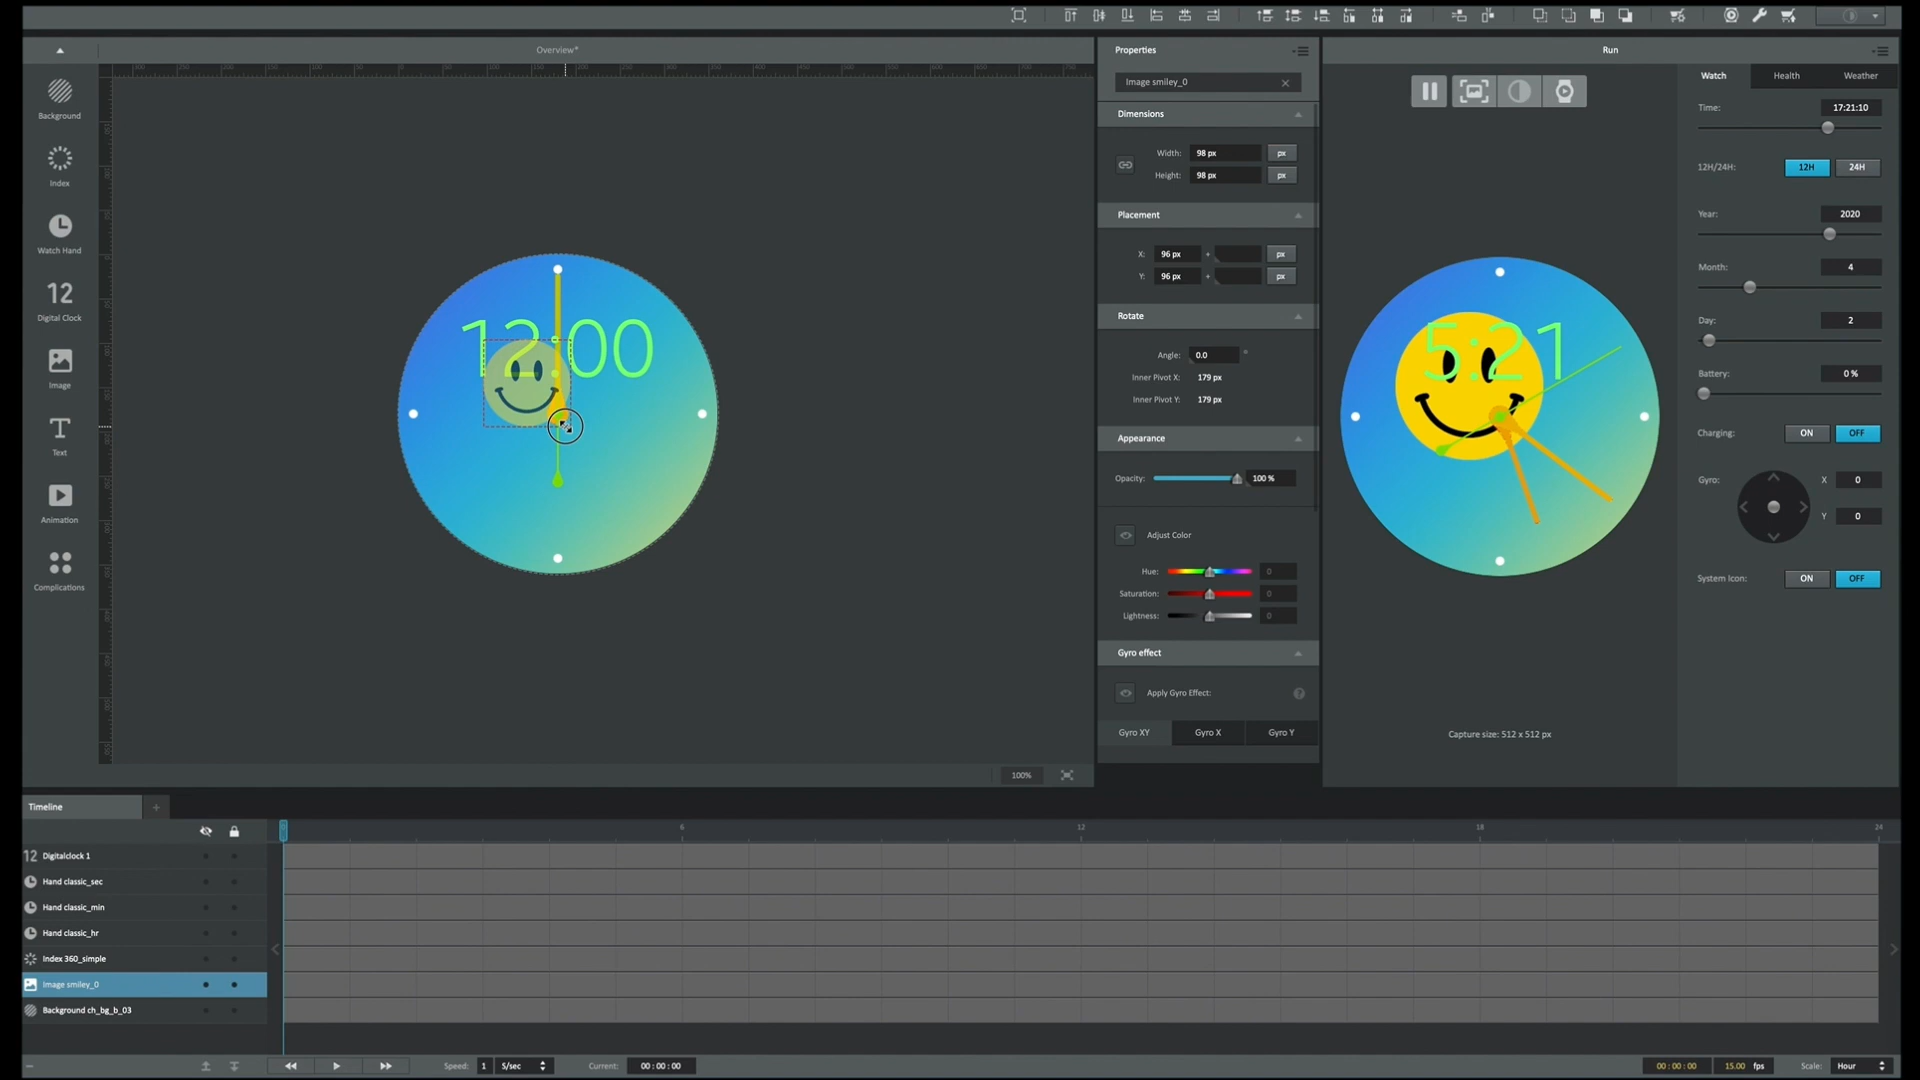 Overview*
Properties
Run
Image smiley_0
Watch
Health
Weather
Background
Index
Watch Hand
12
Digital Clock
Image
Text
Animation
Complications
12:00
100%
Dimensions
Width: 98 px px
Height: 98 px px
Placement
X: 96 px + px
Y: 96 px + px
Rotate
Angle: 0.0 °
Inner Pivot X: 179 px
Inner Pivot Y: 179 px
Appearance
Opacity: 100 %
Adjust Color
Hue: 0
Saturation: 0
Lightness: 0
Gyro effect
Apply Gyro Effect: ?
Gyro XY
Gyro X
Gyro Y
5:21
Capture size: 512 x 512 px
Time: 17:21:10
12H/24H: 12H 24H
Year: 2020
Month: 4
Day: 2
Battery: 0 %
Charging: ON OFF
Gyro: X 0
Y 0
System Icon: ON OFF
Timeline +
6 12 18 24
12 Digitalclock 1
Hand classic_sec
Hand classic_min
Hand classic_hr
Index 360_simple
Image smiley_0
Background ch_bg_b_03
Speed: 1 S/sec
Current: 00 : 00 : 00
00 : 00 : 00
15.00 fps
Scale: Hour